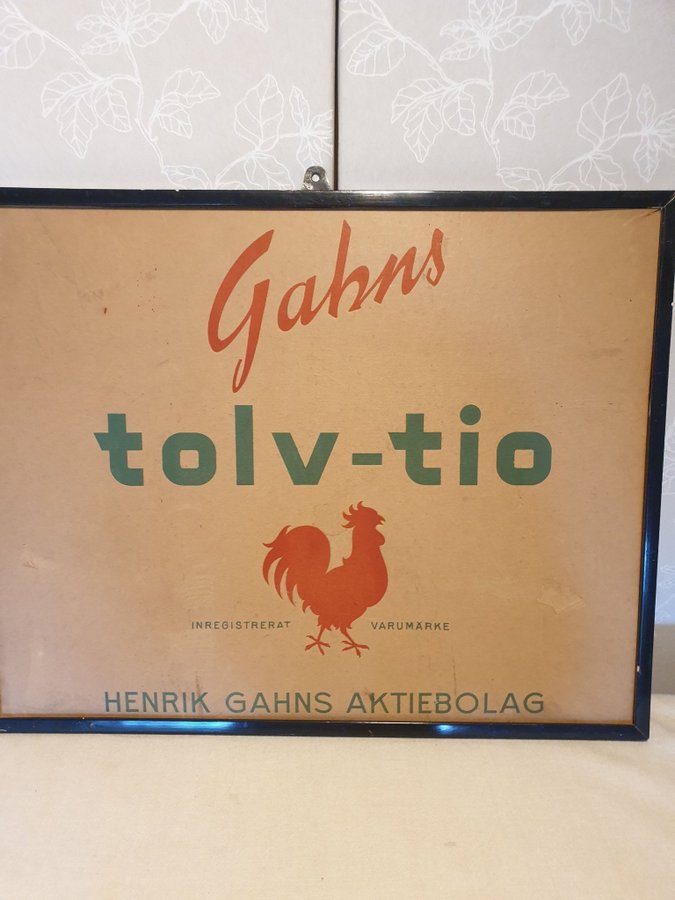 Gahns
tolv-tio
INREGISTRERAT VARUMÄRKE
HENRIK GAHNS AKTIEBOLAG